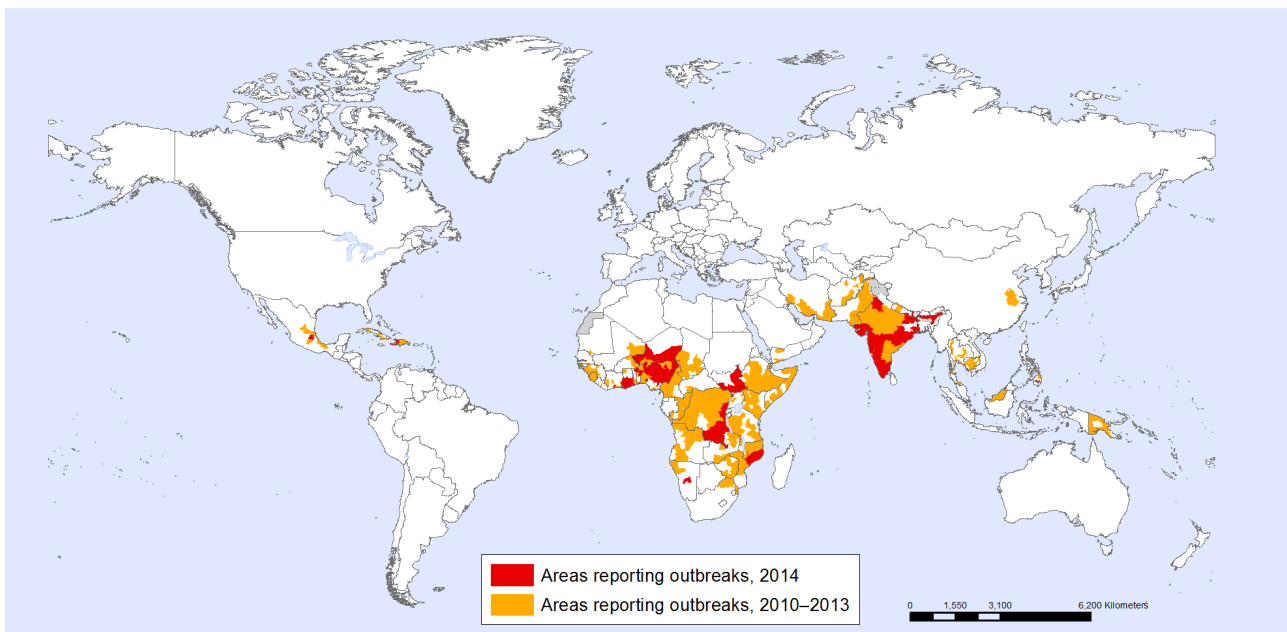 Areas reporting outbreaks, 2014
Areas reporting outbreaks, 2010–2013
0 1,550 3,100 6,200 Kilometers